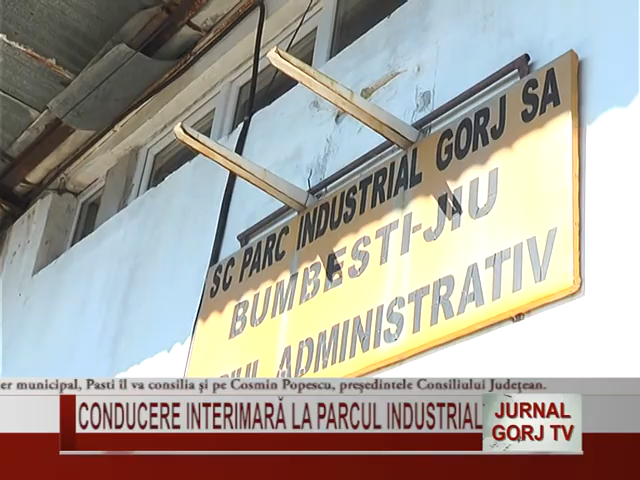 SC PARC INDUSTRIAL GORJ SA
BUMBESTI-JIU
ADMINISTRATIV
er municipal, Pasti îl va consilia și pe Cosmin Popescu, președintele Consiliului Județean.
CONDUCERE INTERIMARĂ LA PARCUL INDUSTRIAL
JURNAL
GORJ TV